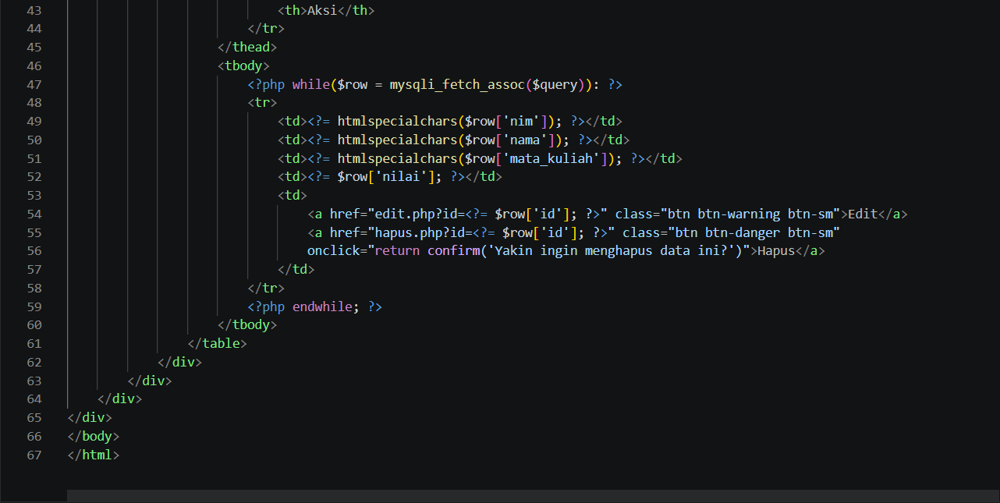 43 <th>Aksi</th>
44 </tr>
45 </thead>
46 <tbody>
47 <?php while($row = mysqli_fetch_assoc($query)): ?>
48 <tr>
49 <td><?= htmlspecialchars($row['nim']); ?></td>
50 <td><?= htmlspecialchars($row['nama']); ?></td>
51 <td><?= htmlspecialchars($row['mata_kuliah']); ?></td>
52 <td><?= $row['nilai']; ?></td>
53 <td>
54 <a href="edit.php?id=<?= $row['id']; ?>" class="btn btn-warning btn-sm">Edit</a>
55 <a href="hapus.php?id=<?= $row['id']; ?>" class="btn btn-danger btn-sm"
56 onclick="return confirm('Yakin ingin menghapus data ini?')">Hapus</a>
57 </td>
58 </tr>
59 <?php endwhile; ?>
60 </tbody>
61 </table>
62 </div>
63 </div>
64 </div>
65 </div>
66 </body>
67 </html>